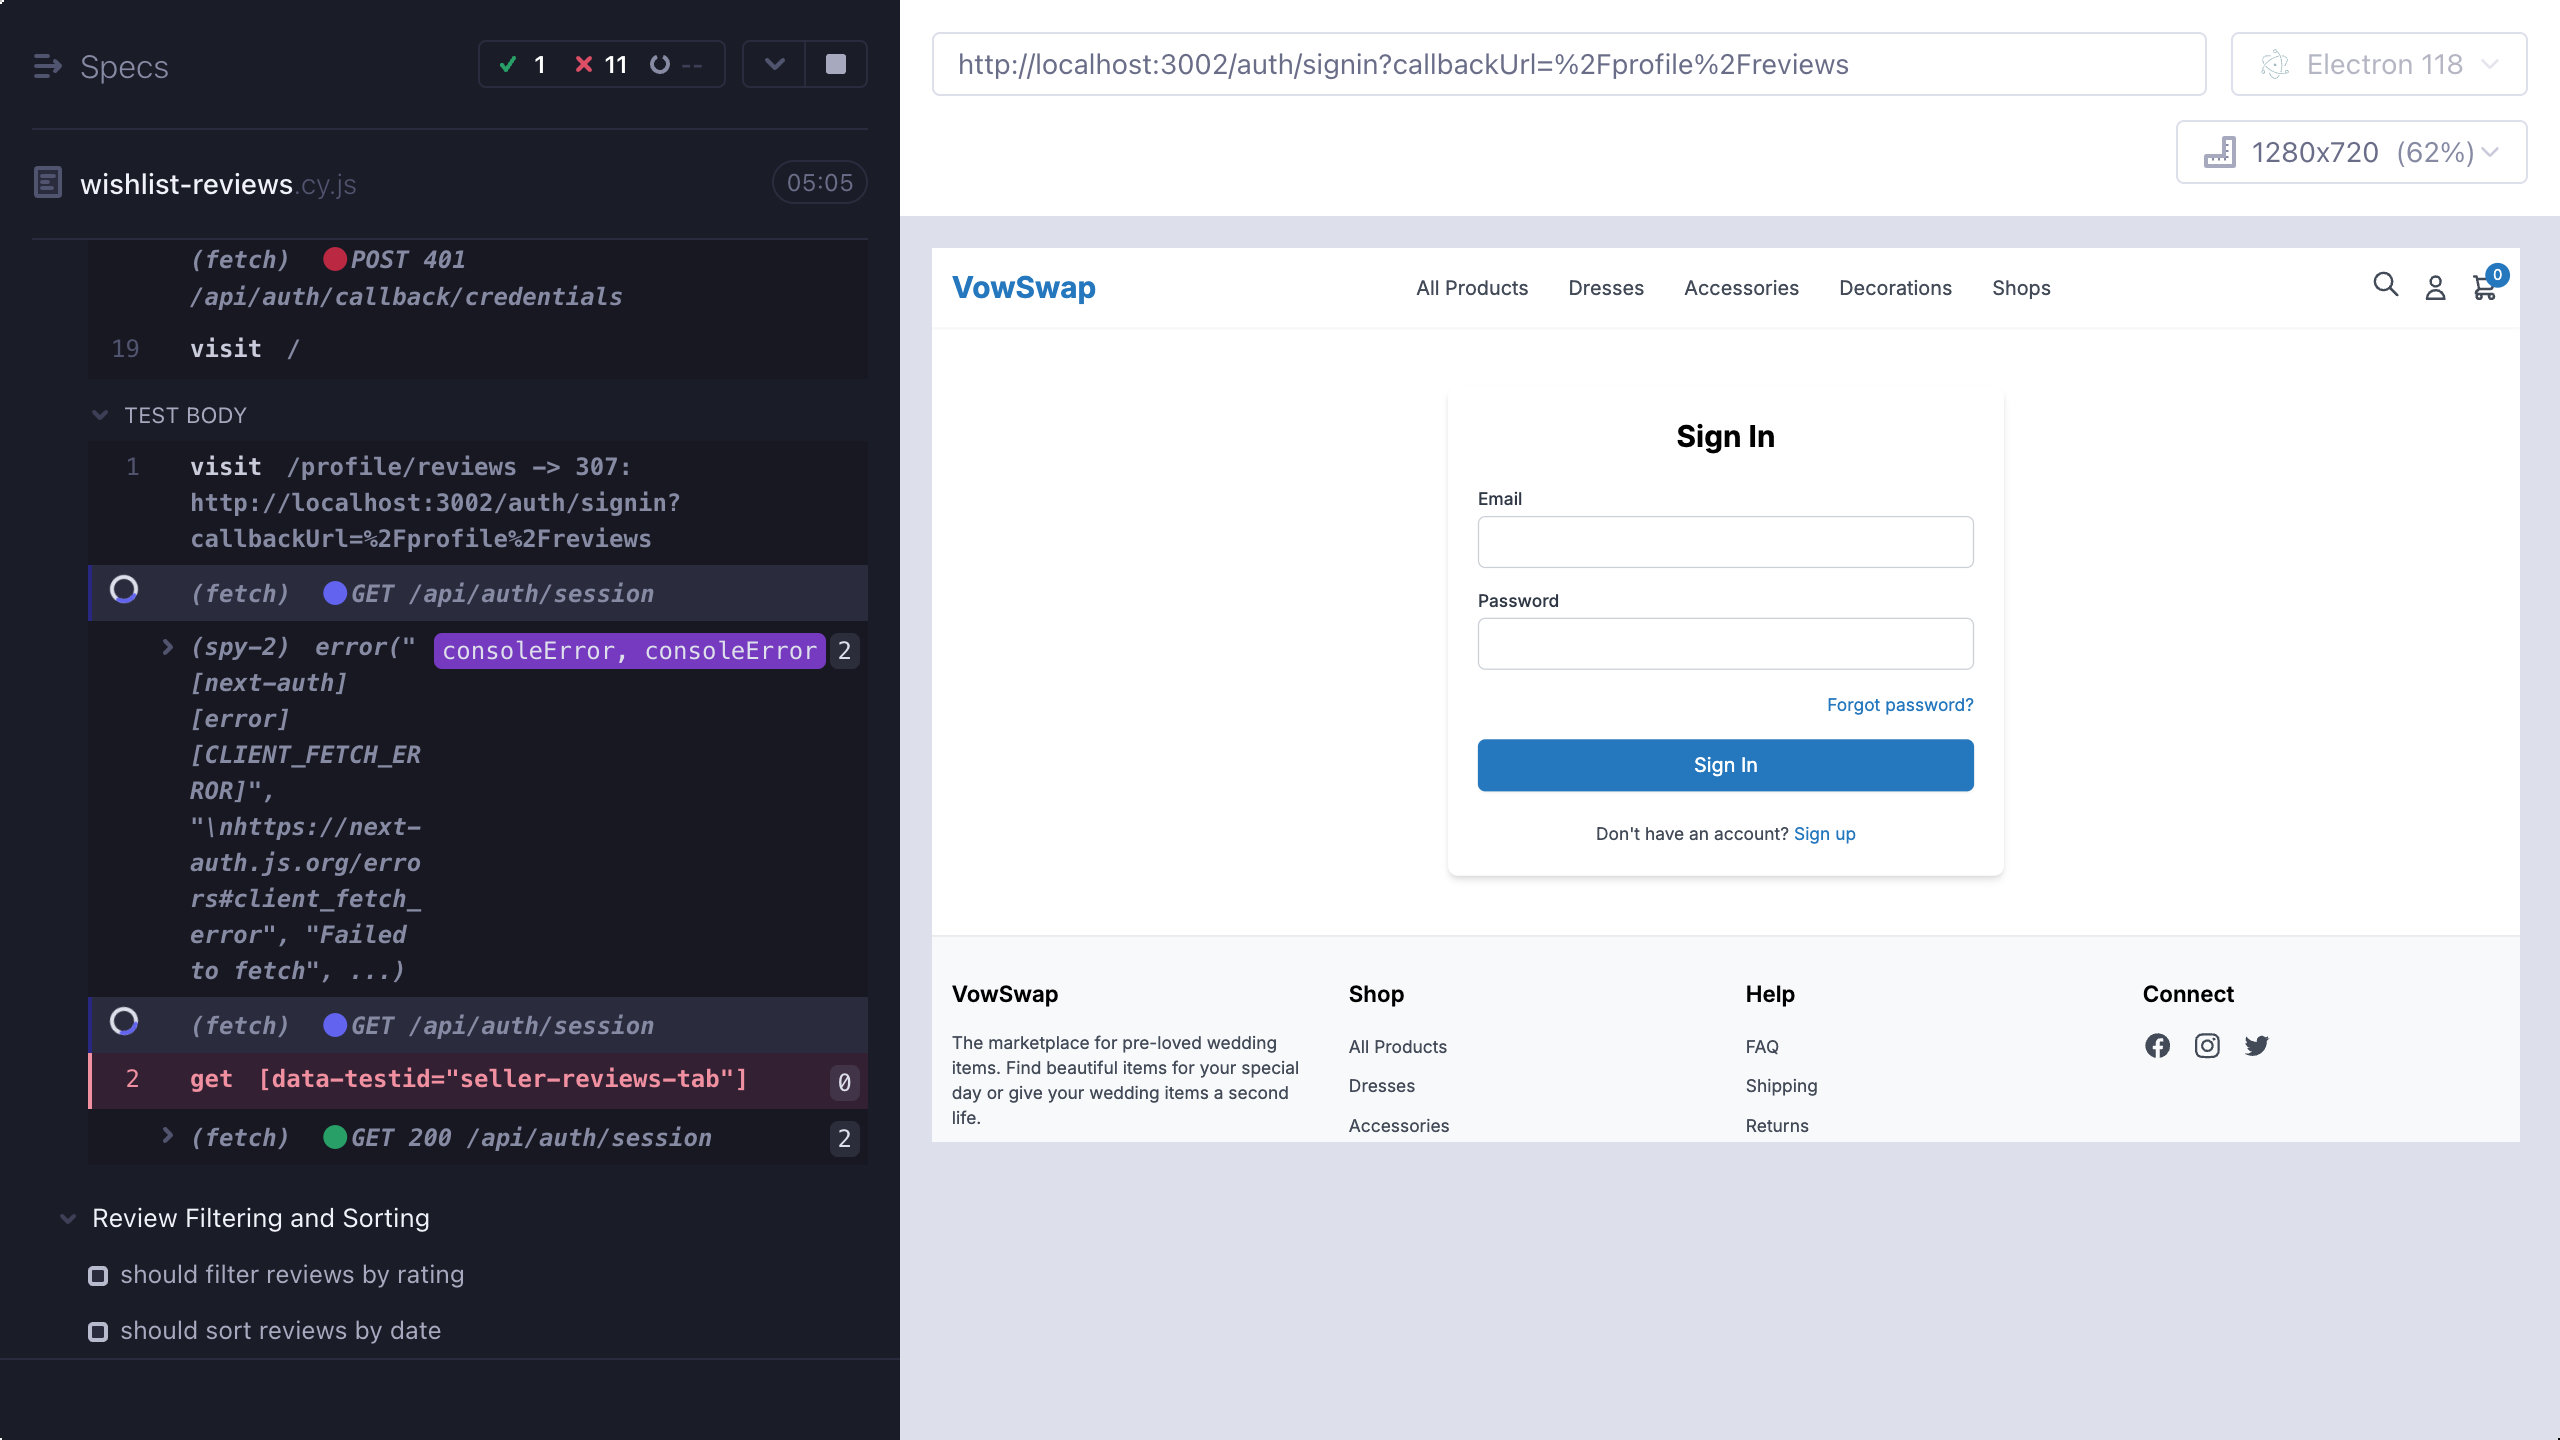 Specs
1
11
--
wishlist-reviews.cy.js
05:05
(fetch) POST 401
/api/auth/callback/credentials
19 visit /
TEST BODY
1 visit /profile/reviews -> 307:
http://localhost:3002/auth/signin?
callbackUrl=%2Fprofile%2Freviews
(fetch) GET /api/auth/session
(spy-2) error(" consoleError, consoleError 2
[next-auth]
[error]
[CLIENT_FETCH_ER
ROR]",
"\nhttps://next-
auth.js.org/erro
rs#client_fetch_
error", "Failed
to fetch", ...)
(fetch) GET /api/auth/session
2 get [data-testid="seller-reviews-tab"] 0
(fetch) GET 200 /api/auth/session 2
Review Filtering and Sorting
should filter reviews by rating
should sort reviews by date
http://localhost:3002/auth/signin?callbackUrl=%2Fprofile%2Freviews
Electron 118
1280x720 (62%)
VowSwap
All Products
Dresses
Accessories
Decorations
Shops
0
Sign In
Email
Password
Forgot password?
Sign In
Don't have an account? Sign up
VowSwap
The marketplace for pre-loved wedding
items. Find beautiful items for your special
day or give your wedding items a second
life.
Shop
All Products
Dresses
Accessories
Help
FAQ
Shipping
Returns
Connect